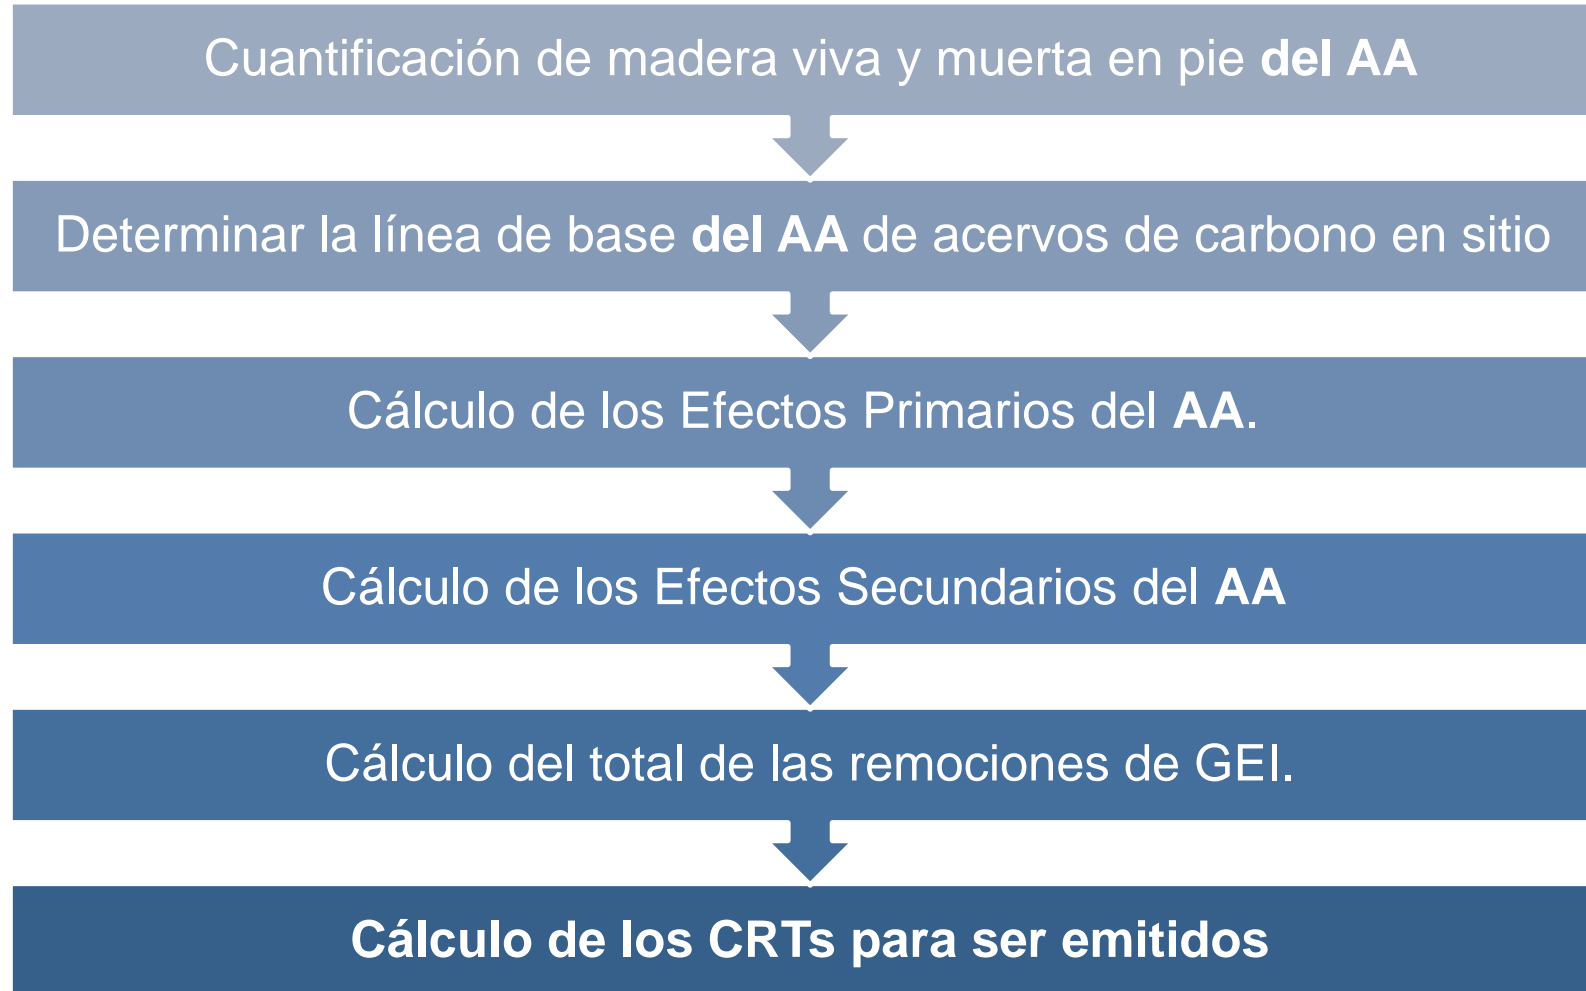 Cuantificación de madera viva y muerta en pie del AA
Determinar la línea de base del AA de acervos de carbono en sitio
Cálculo de los Efectos Primarios del AA.
Cálculo de los Efectos Secundarios del AA
Cálculo del total de las remociones de GEI.
Cálculo de los CRTs para ser emitidos